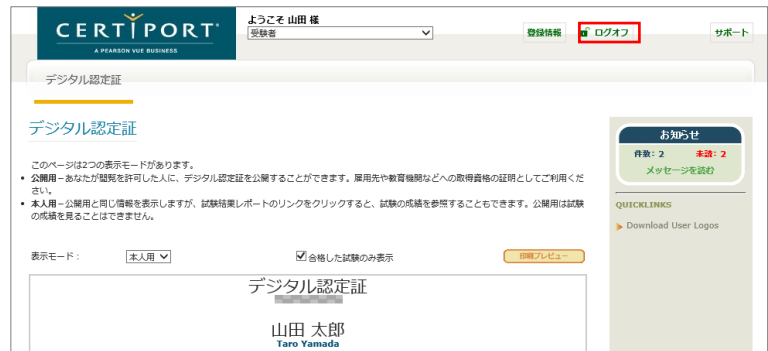 CERTIPORT
A PEARSON VUE BUSINESS
ようこそ 山田 様
受験者
登録情報
ログオフ
サポート
デジタル認定証
デジタル認定証
このページは2つの表示モードがあります。
• 公開用－あなたが閲覧を許可した人に、デジタル認定証を公開することができます。雇用先や教育機関などへの取得資格の証明としてご利用くだ
さい。
• 本人用－公開用と同じ情報を表示しますが、試験結果レポートのリンクをクリックすると、試験の成績を参照することもできます。公開用は試験
の成績を見ることはできません。
表示モード：
本人用
合格した試験のみ表示
印刷プレビュー
デジタル認定証
山田 太郎
Taro Yamada
お知らせ
件数: 2 未読: 2
メッセージを読む
QUICKLINKS
Download User Logos